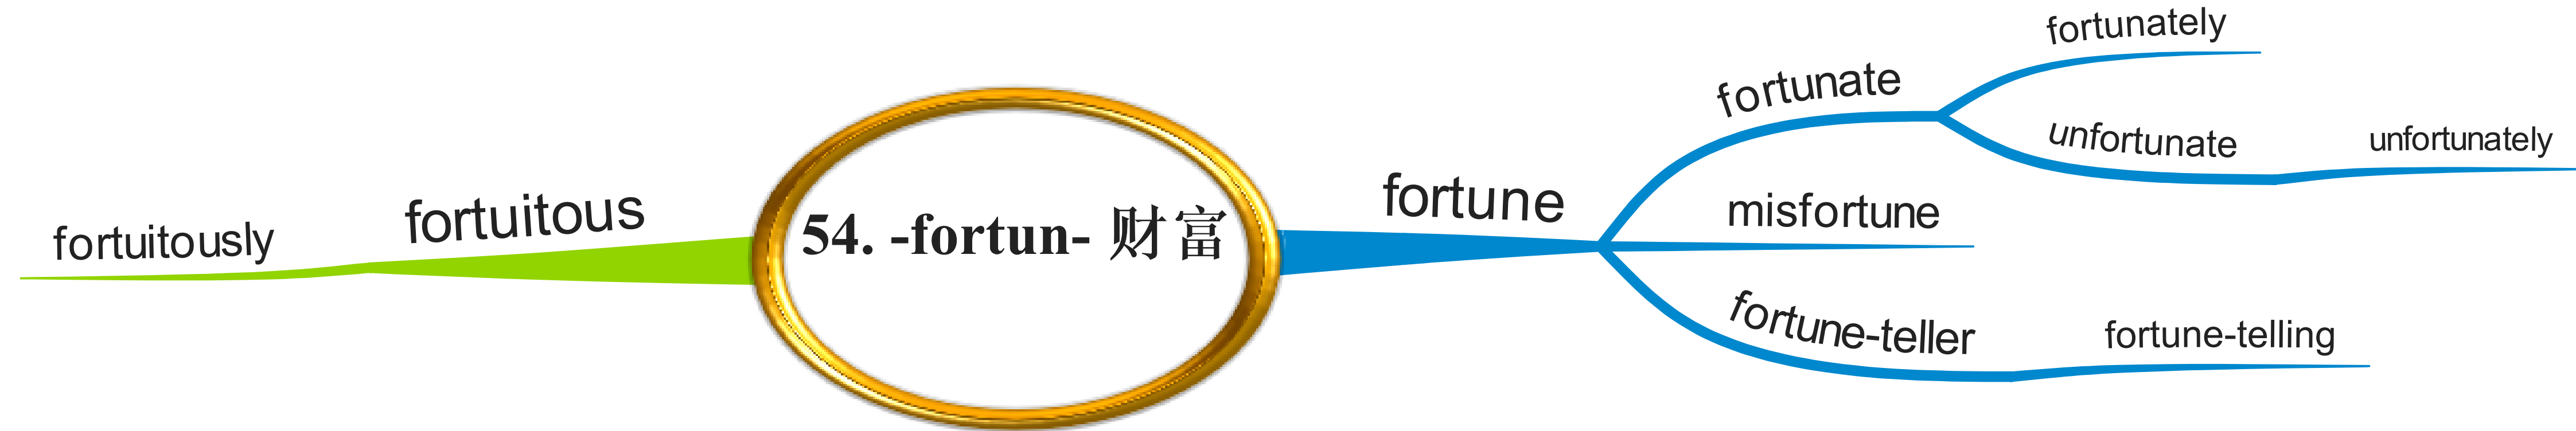 54. -fortun- 财富
fortune
fortunate
fortunately
unfortunate
unfortunately
misfortune
fortune-teller
fortune-telling
fortuitous
fortuitously